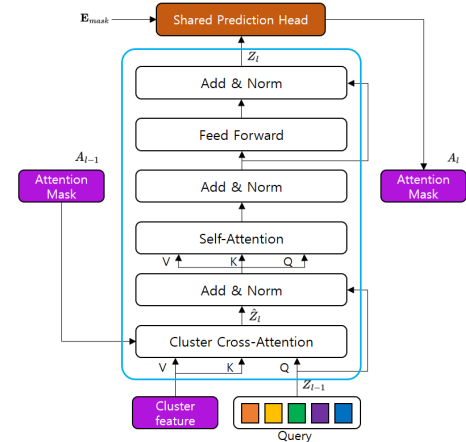 E_mask
Shared Prediction Head
Z_l
Add & Norm
Feed Forward
A_{l-1}
A_l
Attention
Mask
Attention
Mask
Add & Norm
Self-Attention
V K Q
Add & Norm
Ẑ_l
Cluster Cross-Attention
V K Q
Z_{l-1}
Cluster
feature
Query